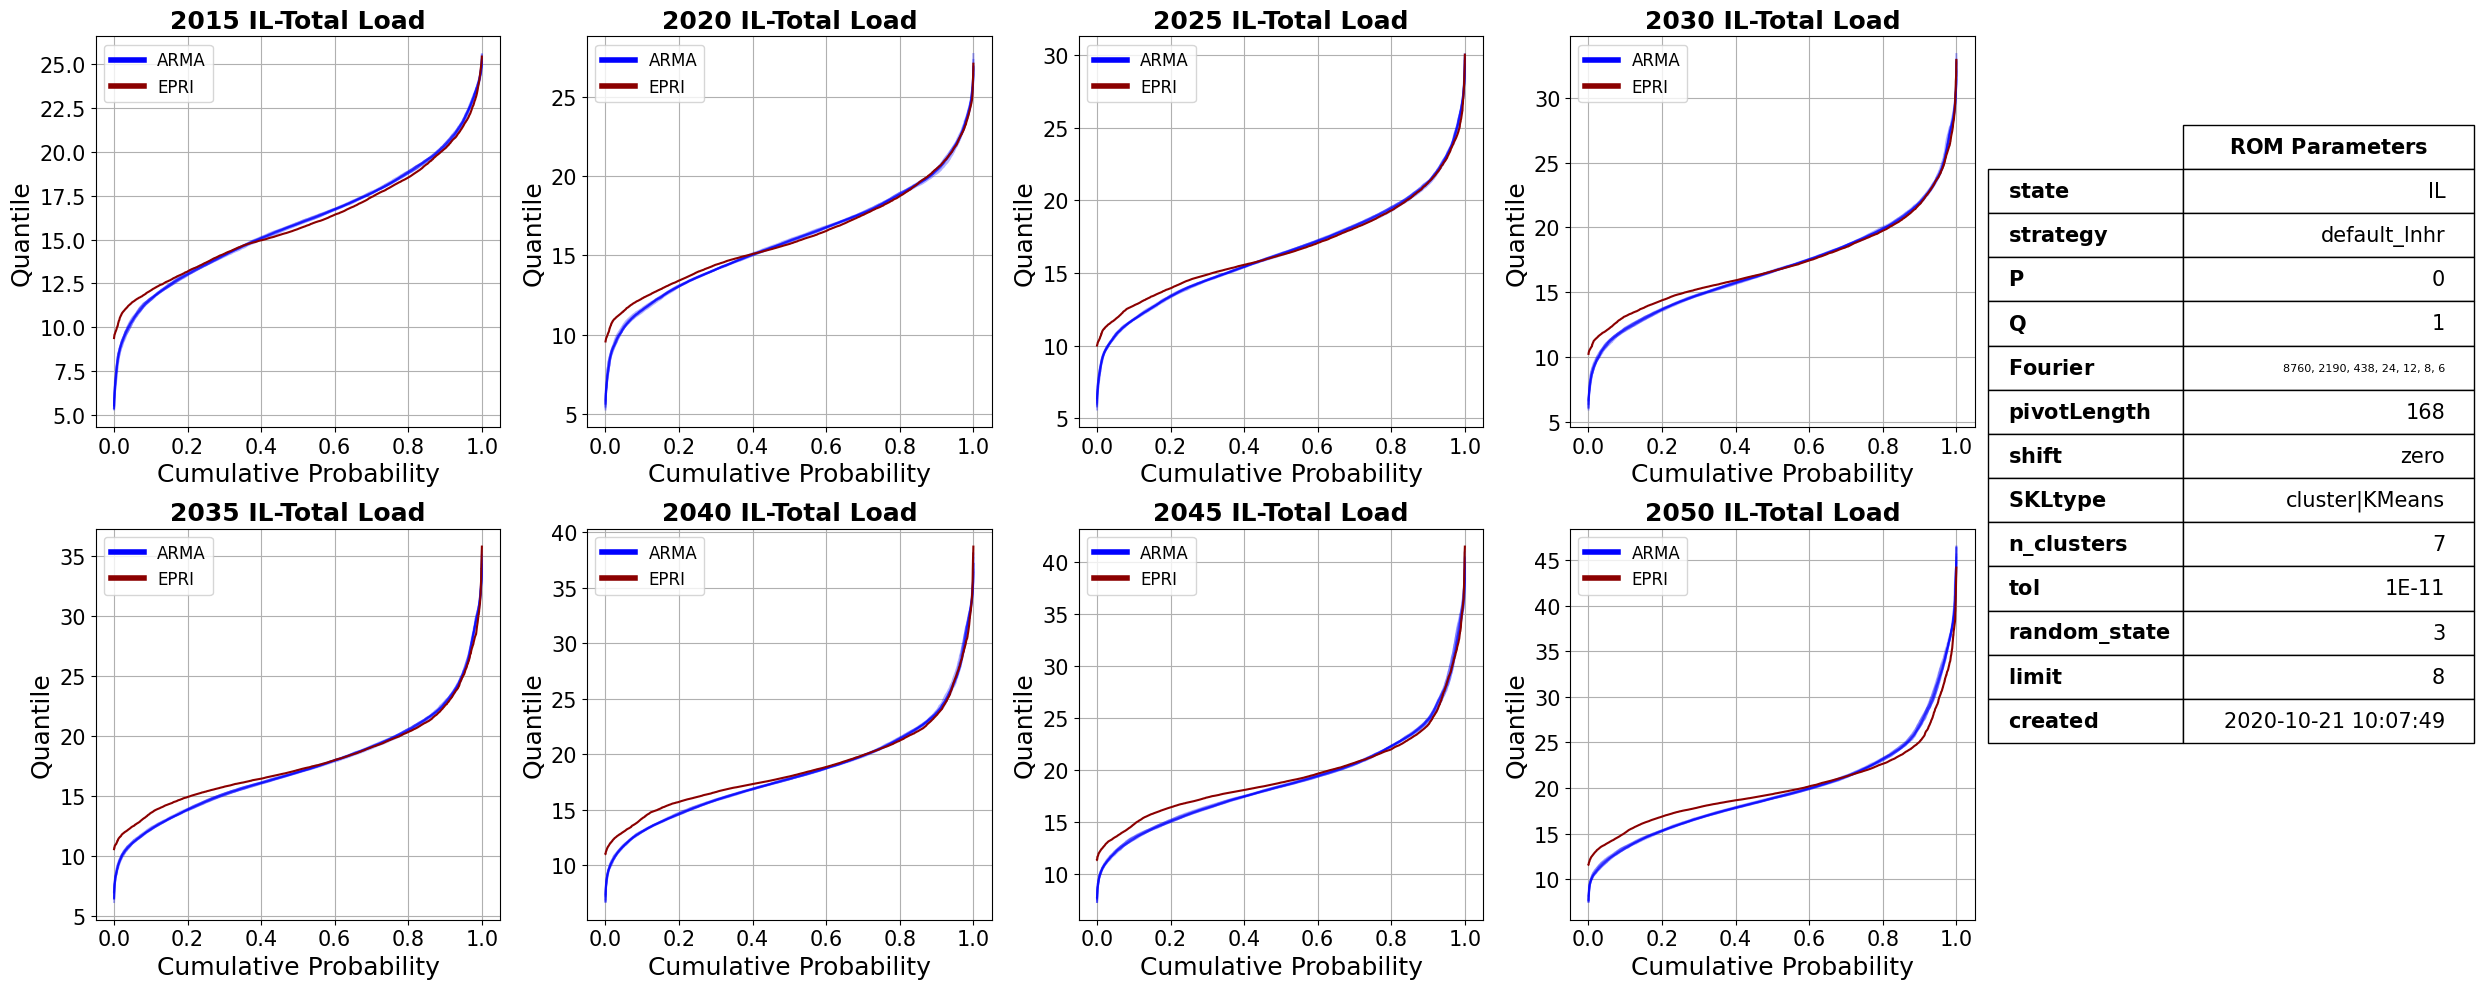 2015 IL-Total Load
ARMA
EPRI
25.0
22.5
20.0
17.5
15.0
12.5
10.0
7.5
5.0
Quantile
0.0 0.2 0.4 0.6 0.8 1.0
Cumulative Probability
2020 IL-Total Load
ARMA
EPRI
25
20
15
10
5
Quantile
0.0 0.2 0.4 0.6 0.8 1.0
Cumulative Probability
2025 IL-Total Load
ARMA
EPRI
30
25
20
15
10
5
Quantile
0.0 0.2 0.4 0.6 0.8 1.0
Cumulative Probability
2030 IL-Total Load
ARMA
EPRI
30
25
20
15
10
5
Quantile
0.0 0.2 0.4 0.6 0.8 1.0
Cumulative Probability
2035 IL-Total Load
ARMA
EPRI
35
30
25
20
15
10
5
Quantile
0.0 0.2 0.4 0.6 0.8 1.0
Cumulative Probability
2040 IL-Total Load
ARMA
EPRI
40
35
30
25
20
15
10
Quantile
0.0 0.2 0.4 0.6 0.8 1.0
Cumulative Probability
2045 IL-Total Load
ARMA
EPRI
40
35
30
25
20
15
10
Quantile
0.0 0.2 0.4 0.6 0.8 1.0
Cumulative Probability
2050 IL-Total Load
ARMA
EPRI
45
40
35
30
25
20
15
10
Quantile
0.0 0.2 0.4 0.6 0.8 1.0
Cumulative Probability
ROM Parameters
state IL
strategy default_lnhr
P 0
Q 1
Fourier 8760, 2190, 438, 24, 12, 8, 6
pivotLength 168
shift zero
SKLtype cluster|KMeans
n_clusters 7
tol 1E-11
random_state 3
limit 8
created 2020-10-21 10:07:49